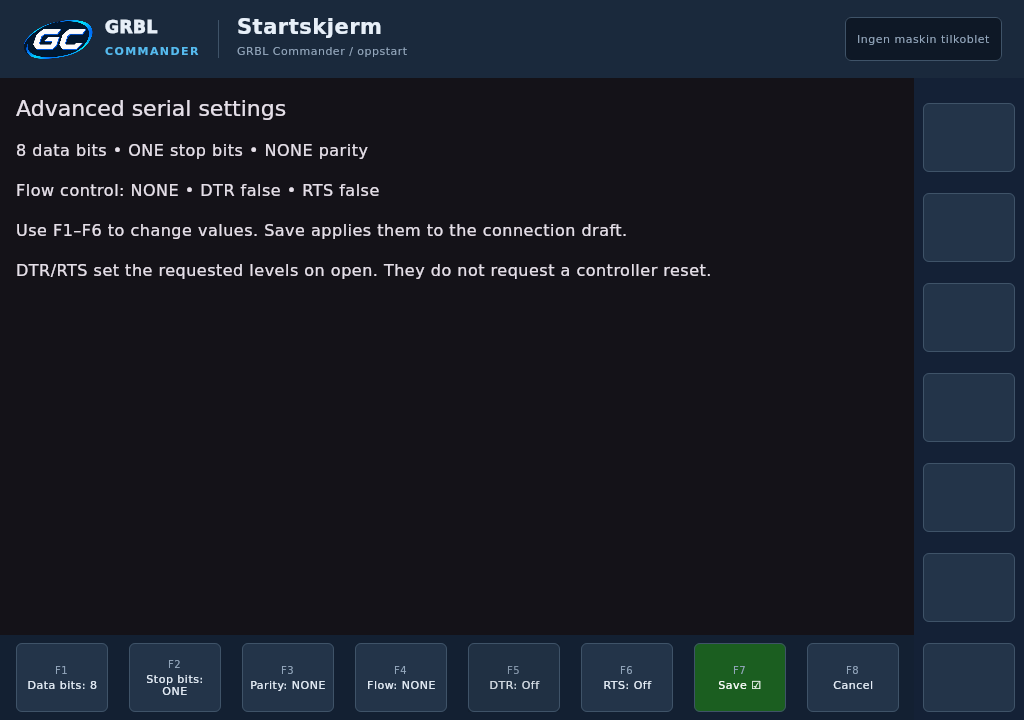 GC
GRBL
COMMANDER
Startskjerm
GRBL Commander / oppstart
Ingen maskin tilkoblet
Advanced serial settings
8 data bits • ONE stop bits • NONE parity
Flow control: NONE • DTR false • RTS false
Use F1–F6 to change values. Save applies them to the connection draft.
DTR/RTS set the requested levels on open. They do not request a controller reset.
F1
Data bits: 8
F2
Stop bits:
ONE
F3
Parity: NONE
F4
Flow: NONE
F5
DTR: Off
F6
RTS: Off
F7
Save ☑
F8
Cancel